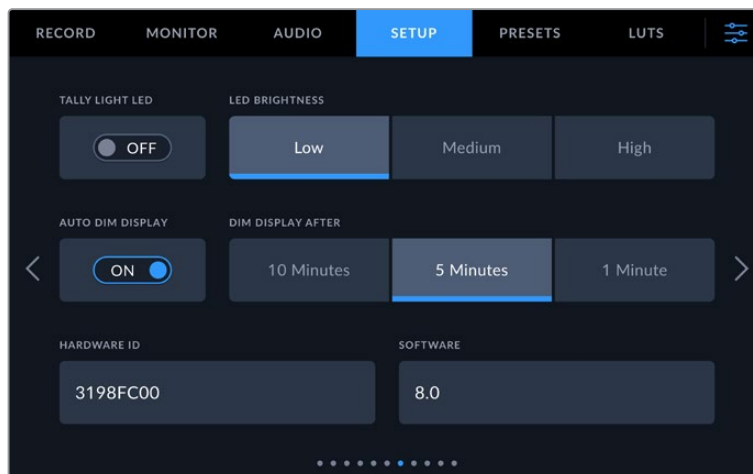 RECORD MONITOR AUDIO SETUP PRESETS LUTS
TALLY LIGHT LED LED BRIGHTNESS
OFF Low Medium High
AUTO DIM DISPLAY DIM DISPLAY AFTER
ON 10 Minutes 5 Minutes 1 Minute
HARDWARE ID SOFTWARE
3198FC00 8.0